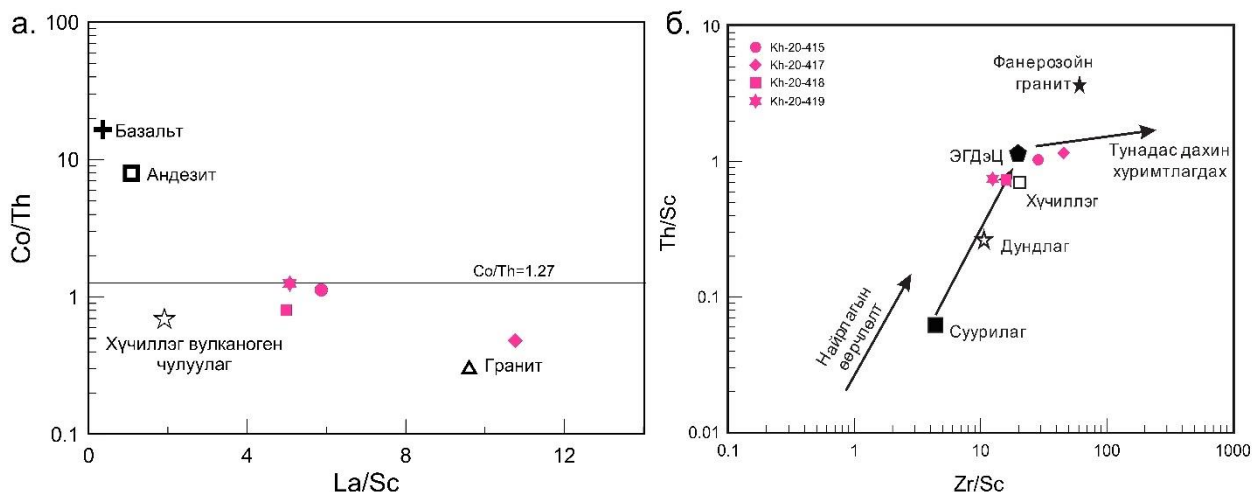 а.
100
10
1
0.1
Co/Th
0
4
8
12
La/Sc
Базальт
Андезит
Co/Th=1.27
Хүчиллэг вулканоген
чулуулаг
Гранит
б.
10
1
0.1
0.01
Th/Sc
0.1
1
10
100
1000
Zr/Sc
Kh-20-415
Kh-20-417
Kh-20-418
Kh-20-419
Фанерозойн
гранит
ЭГДэЦ
Тунадас дахин
хуримтлагдах
Хүчиллэг
Дундлаг
Суурилаг
Найрлагын
өөрчлөлт